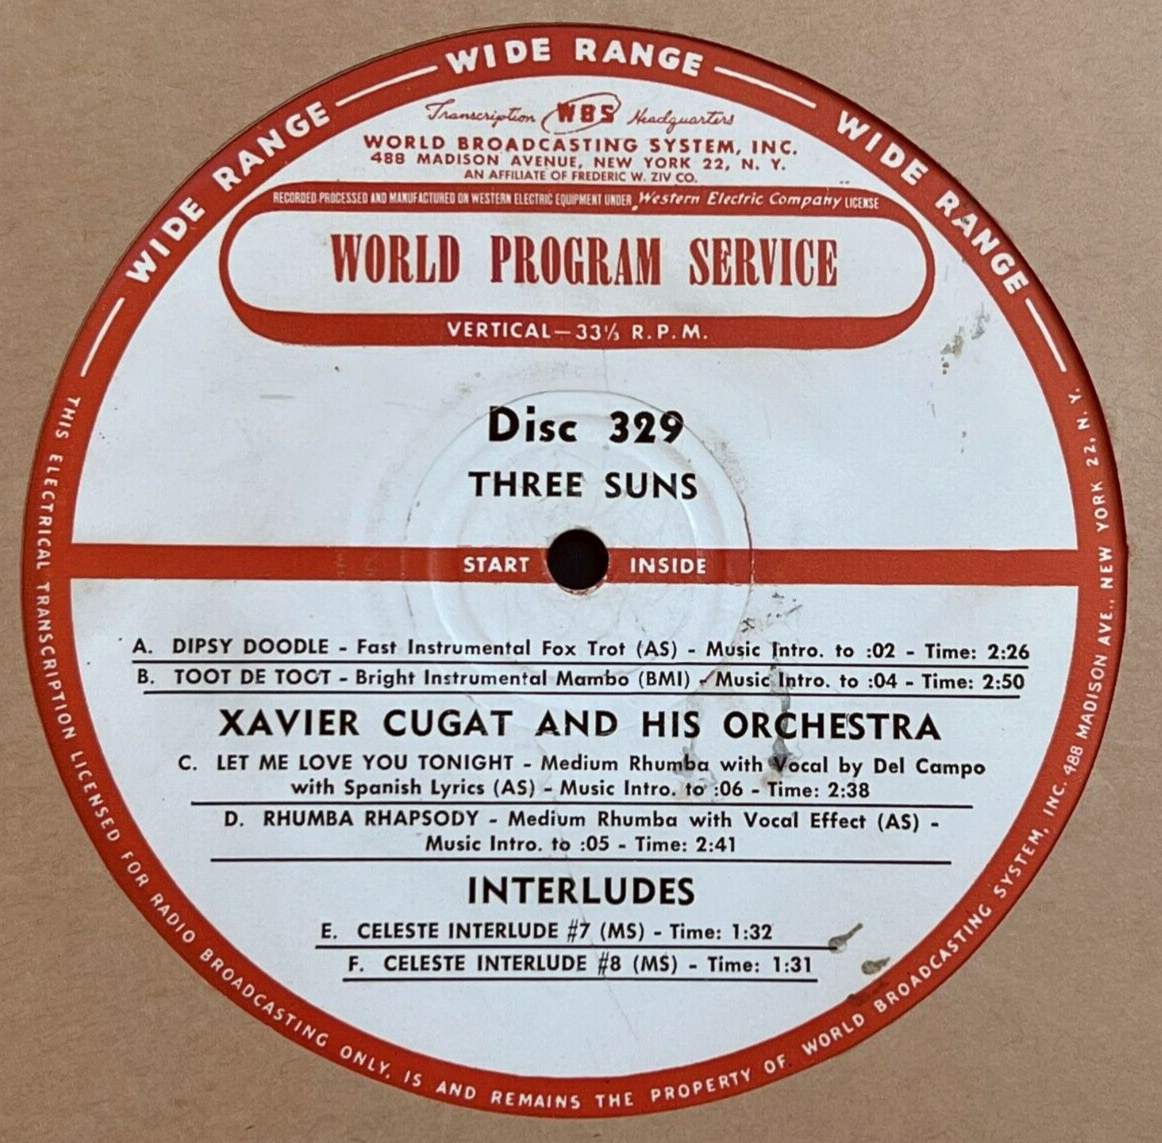 WIDE RANGE — WIDE RANGE — WIDE RANGE
Transcription WBS Headquarters
WORLD BROADCASTING SYSTEM, INC.
488 MADISON AVENUE, NEW YORK 22, N. Y.
AN AFFILIATE OF FREDERIC W. ZIV CO.
RECORDED PROCESSED AND MANUFACTURED ON WESTERN ELECTRIC EQUIPMENT UNDER Western Electric Company LICENSE
WORLD PROGRAM SERVICE
VERTICAL—33⅓ R.P.M.
Disc 329
THREE SUNS
START INSIDE
A. DIPSY DOODLE - Fast Instrumental Fox Trot (AS) - Music Intro. to :02 - Time: 2:26
B. TOOT DE TOOT - Bright Instrumental Mambo (BMI) - Music Intro. to :04 - Time: 2:50
XAVIER CUGAT AND HIS ORCHESTRA
C. LET ME LOVE YOU TONIGHT - Medium Rhumba with Vocal by Del Campo
with Spanish Lyrics (AS) - Music Intro. to :06 - Time: 2:38
D. RHUMBA RHAPSODY - Medium Rhumba with Vocal Effect (AS) -
Music Intro. to :05 - Time: 2:41
INTERLUDES
E. CELESTE INTERLUDE #7 (MS) - Time: 1:32
F. CELESTE INTERLUDE #8 (MS) - Time: 1:31
THIS ELECTRICAL TRANSCRIPTION LICENSED FOR RADIO BROADCASTING ONLY, IS AND REMAINS THE PROPERTY OF WORLD BROADCASTING SYSTEM, INC. 488 MADISON AVE., NEW YORK 22, N. Y.